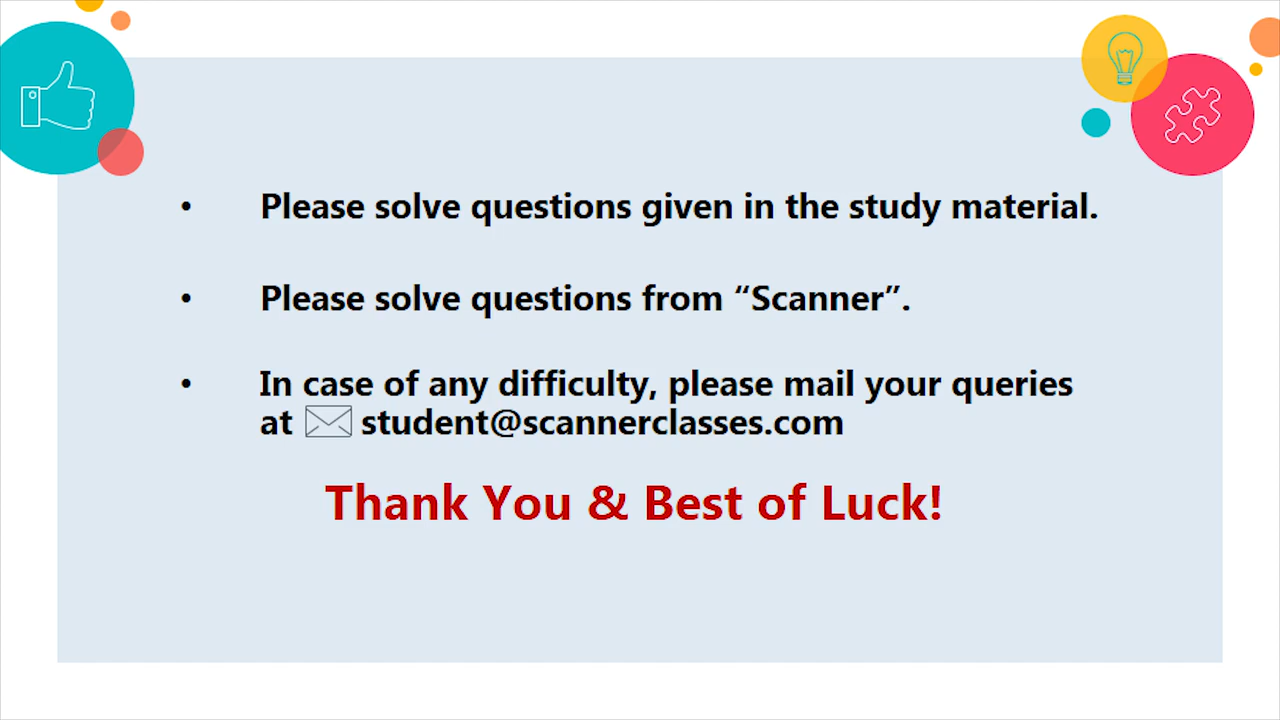 • Please solve questions given in the study material.
• Please solve questions from “Scanner”.
• In case of any difficulty, please mail your queries
at student@scannerclasses.com
Thank You & Best of Luck!